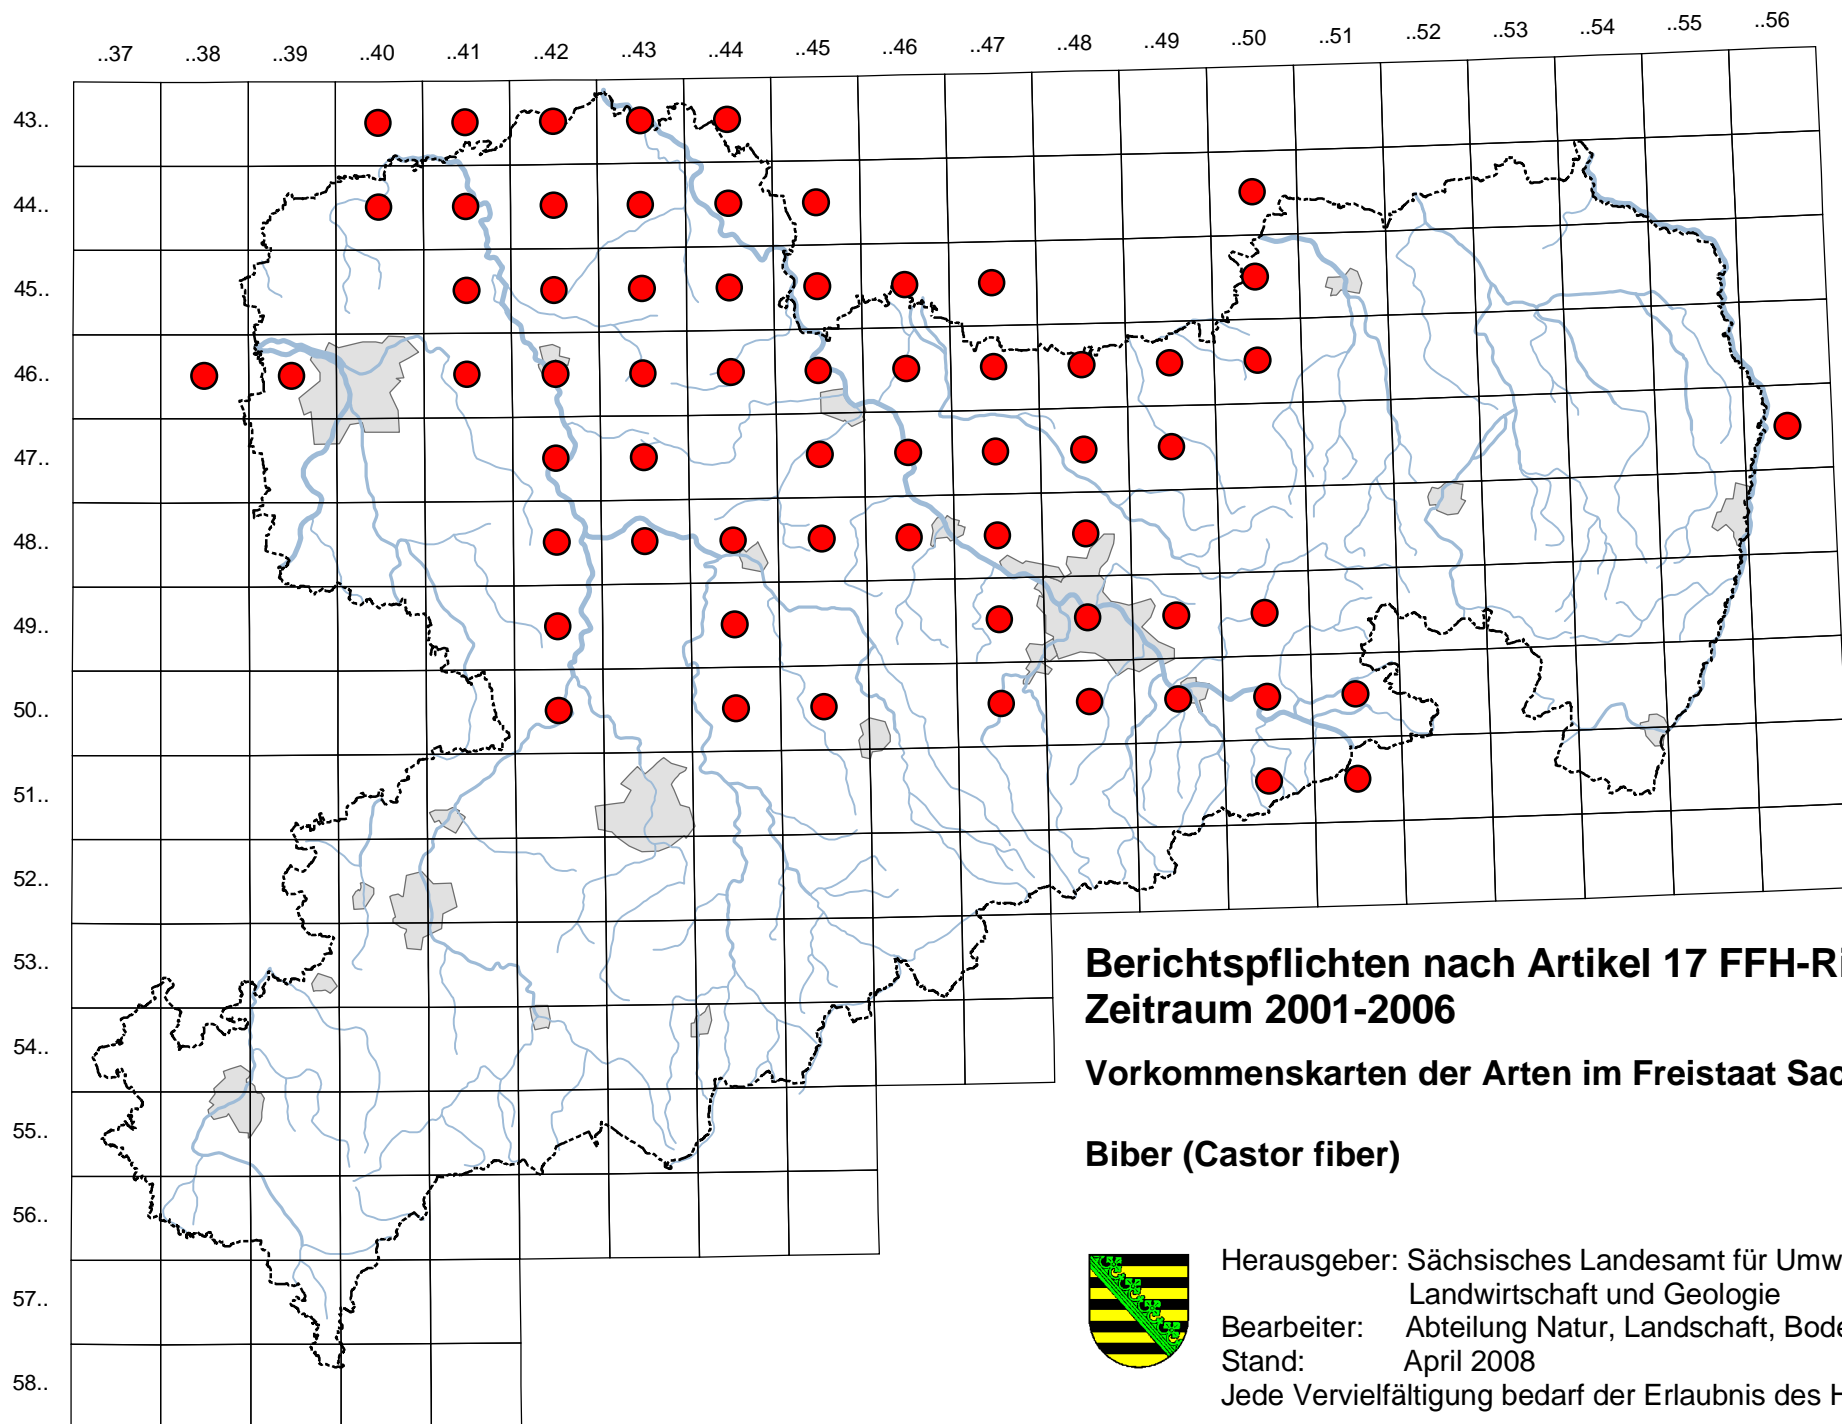 ..37 ..38 ..39 ..40 ..41 ..42 ..43 ..44 ..45 ..46 ..47 ..48 ..49 ..50 ..51 ..52 ..53 ..54 ..55 ..56
43..
44..
45..
46..
47..
48..
49..
50..
51..
52..
53..
54..
55..
56..
57..
58..
Berichtspflichten nach Artikel 17 FFH-Ri
Zeitraum 2001-2006
Vorkommenskarten der Arten im Freistaat Sac
Biber (Castor fiber)
Herausgeber: Sächsisches Landesamt für Umw
Landwirtschaft und Geologie
Bearbeiter: Abteilung Natur, Landschaft, Bode
Stand: April 2008
Jede Vervielfältigung bedarf der Erlaubnis des H